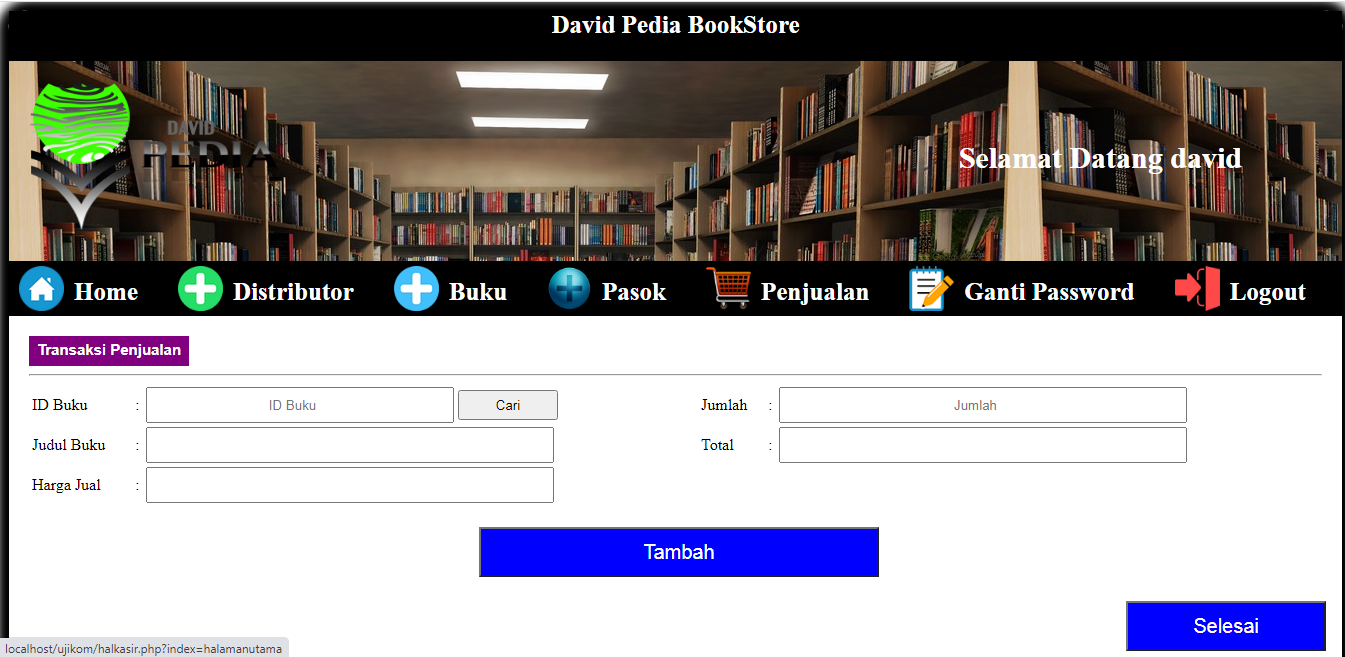 David Pedia BookStore
DAVID
PEDIA
Selamat Datang david
Home
Distributor
Buku
Pasok
Penjualan
Ganti Password
Logout
Transaksi Penjualan
ID Buku : ID Buku Cari
Jumlah : Jumlah
Judul Buku :
Total :
Harga Jual :
Tambah
Selesai
localhost/ujikom/halkasir.php?index=halamanutama